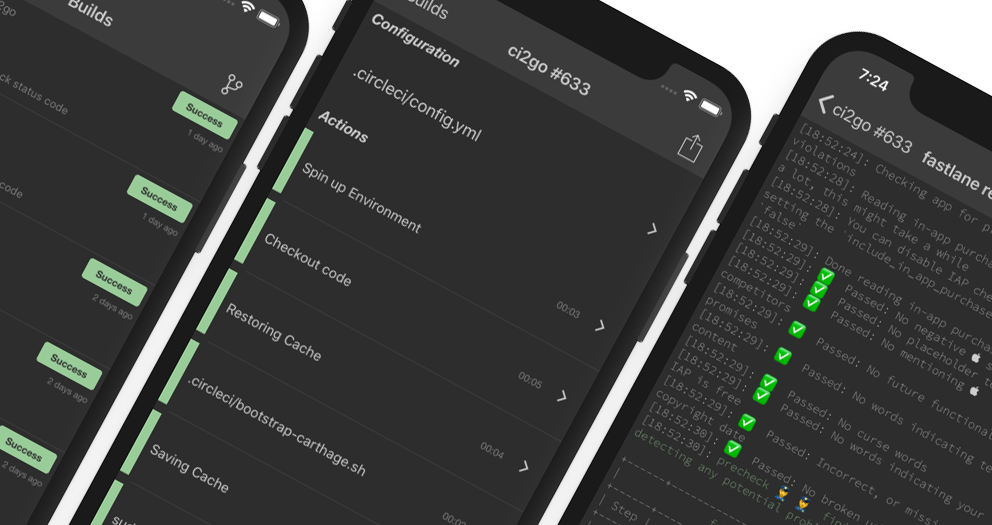 Builds
ck status code
Success
1 day ago
code
Success
1 day ago
Success
2 days ago
Success
2 days ago
Success
2 days ago
Builds
ci2go #633
Configuration
.circleci/config.yml
Actions
Spin up Environment
00:03
Checkout code
00:05
Restoring Cache
00:04
.circleci/bootstrap-carthage.sh
Saving Cache
7:24
ci2go #633
fastlane re
[18:52:24]: Checking app for
violations
[18:52:28]: Reading in-app purcha
a lot, this might take a while
[18:52:28]: You can disable IAP che
setting the `include_in_app_purchase
`false`
[18:52:29]: Done reading in-app purcha
[18:52:29]: ✅ Passed: No negative
[18:52:29]: ✅ Passed: No placeholder te
[18:52:29]: ✅ Passed: No mentioning
competitors
[18:52:29]: ✅ Passed: No future functional
promises
[18:52:29]: ✅ Passed: No words indicating te
content
[18:52:29]: ✅ Passed: No curse words
[18:52:29]: ✅ Passed: No words indicating your
IAP is free
[18:52:29]: ✅ Passed: Incorrect, or missi
copyright date
[18:52:30]: ✅ Passed: No broken
[18:52:30]: precheck
detecting any potential prob
| Step